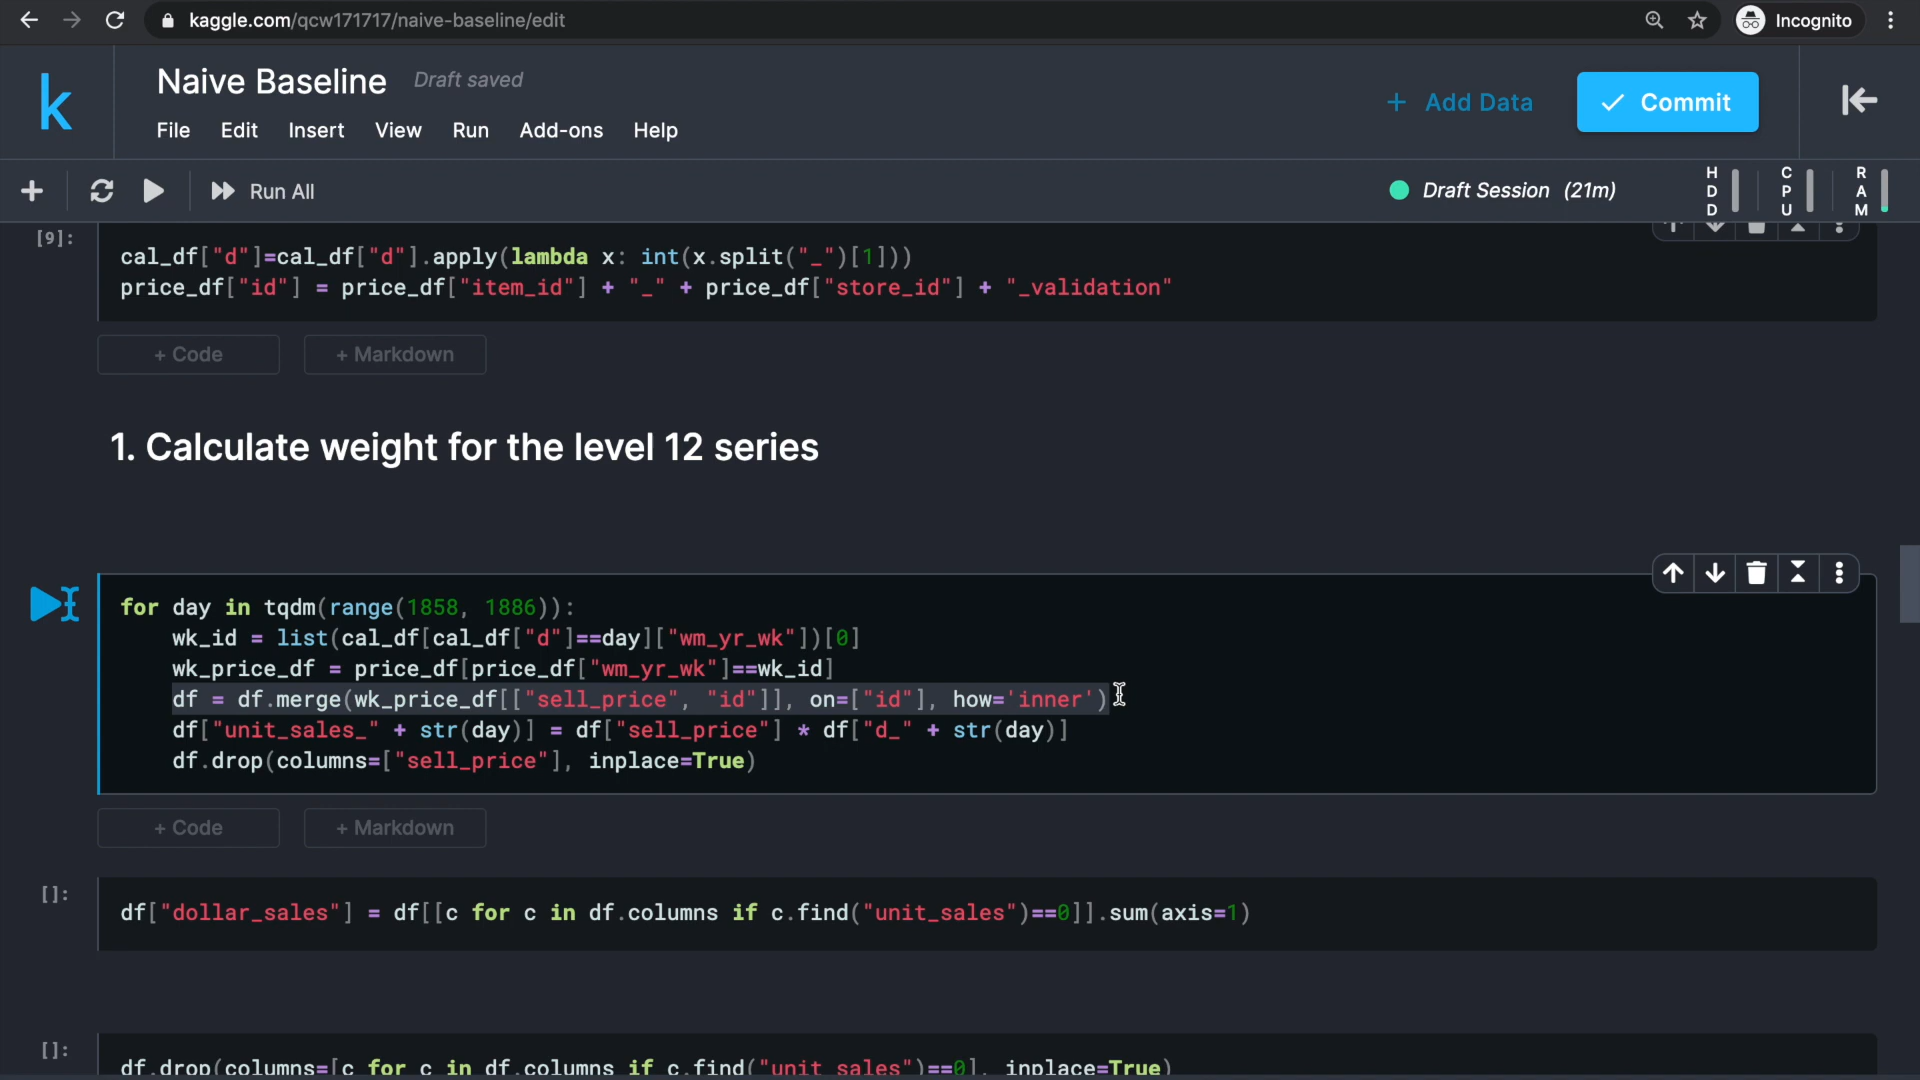 kaggle.com/qcw171717/naive-baseline/edit
Incognito
k
Naive Baseline
Draft saved
File
Edit
Insert
View
Run
Add-ons
Help
+ Add Data
Commit
Run All
Draft Session (21m)
HDD
CPU
RAM
[9]:
cal_df["d"]=cal_df["d"].apply(lambda x: int(x.split("_")[1]))
price_df["id"] = price_df["item_id"] + "_" + price_df["store_id"] + "_validation"
+ Code
+ Markdown
1. Calculate weight for the level 12 series
for day in tqdm(range(1858, 1886)):
wk_id = list(cal_df[cal_df["d"]==day]["wm_yr_wk"])[0]
wk_price_df = price_df[price_df["wm_yr_wk"]==wk_id]
df = df.merge(wk_price_df[["sell_price", "id"]], on=["id"], how='inner')
df["unit_sales_" + str(day)] = df["sell_price"] * df["d_" + str(day)]
df.drop(columns=["sell_price"], inplace=True)
+ Code
+ Markdown
[]:
df["dollar_sales"] = df[[c for c in df.columns if c.find("unit_sales")==0]].sum(axis=1)
[]:
df.drop(columns=[c for c in df.columns if c.find("unit_sales")==0], inplace=True)